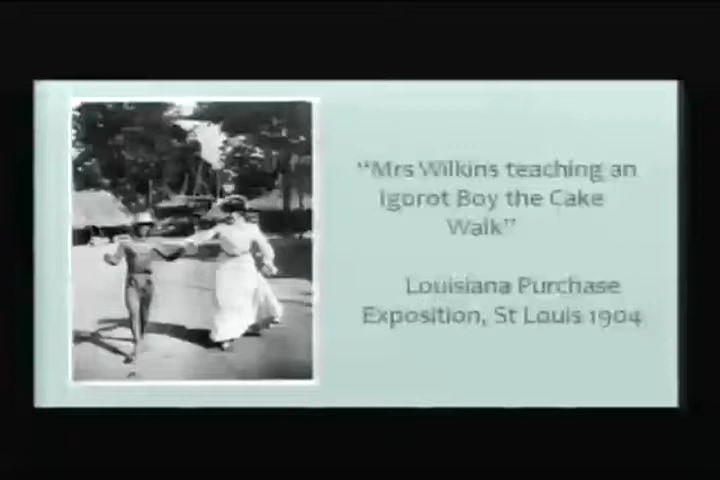 “Mrs Wilkins teaching an
Igorot Boy the Cake
Walk”
Louisiana Purchase
Exposition, St Louis 1904